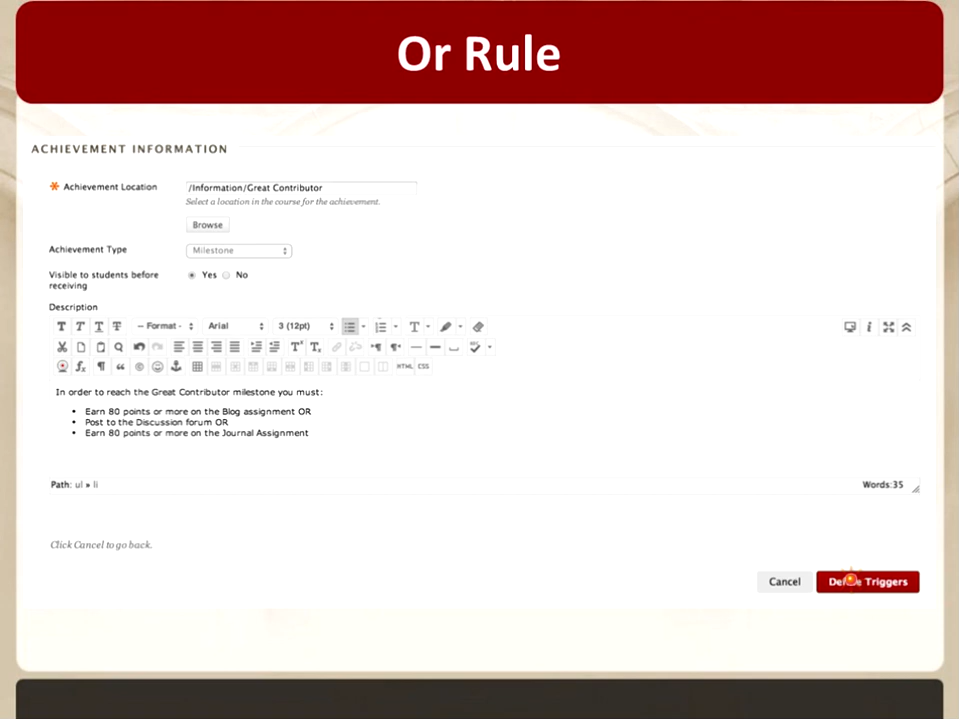 Or Rule
ACHIEVEMENT INFORMATION
Achievement Location
/Information/Great Contributor
Select a location in the course for the achievement.
Browse
Achievement Type
Milestone
Visible to students before
receiving
Yes No
Description
T T T T -- Format - Arial 3 (12pt) T
T T
HTML CSS
In order to reach the Great Contributor milestone you must:
• Earn 80 points or more on the Blog assignment OR
• Post to the Discussion forum OR
• Earn 80 points or more on the Journal Assignment
Path: ul » li
Words:35
Click Cancel to go back.
Cancel
Triggers